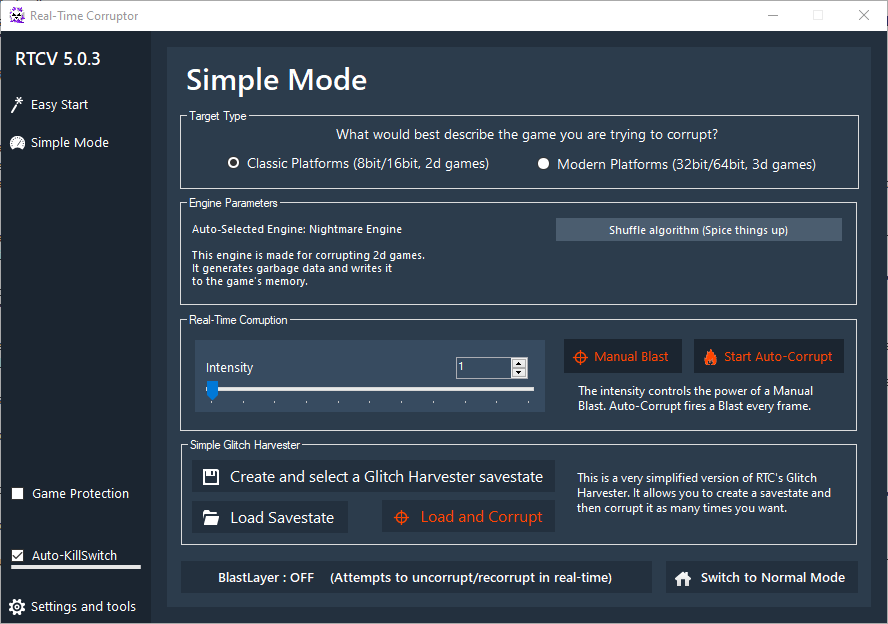 Real-Time Corruptor
RTCV 5.0.3
Easy Start
Simple Mode
Game Protection
Auto-KillSwitch
Settings and tools
Simple Mode
Target Type
What would best describe the game you are trying to corrupt?
Classic Platforms (8bit/16bit, 2d games)
Modern Platforms (32bit/64bit, 3d games)
Engine Parameters
Auto-Selected Engine: Nightmare Engine
Shuffle algorithm (Spice things up)
This engine is made for corrupting 2d games.
It generates garbage data and writes it
to the game's memory.
Real-Time Corruption
Intensity
1
Manual Blast
Start Auto-Corrupt
The intensity controls the power of a Manual
Blast. Auto-Corrupt fires a Blast every frame.
Simple Glitch Harvester
Create and select a Glitch Harvester savestate
Load Savestate
Load and Corrupt
This is a very simplified version of RTC's Glitch
Harvester. It allows you to create a savestate and
then corrupt it as many times you want.
BlastLayer : OFF (Attempts to uncorrupt/recorrupt in real-time)
Switch to Normal Mode